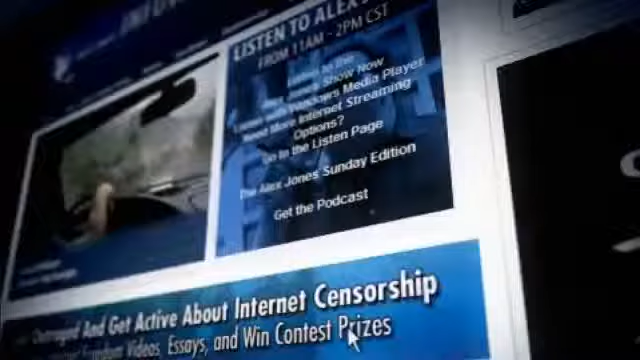 LISTEN TO ALEX
FROM 11AM - 2PM CST
Listen to the
Alex Jones Show Now
Listen with Windows Media Player
Need More Internet Streaming
Options?
Go to the Listen Page
The Alex Jones Sunday Edition
Get the Podcast
Outraged And Get Active About Internet Censorship
Videos, Essays, and Win Contest Prizes